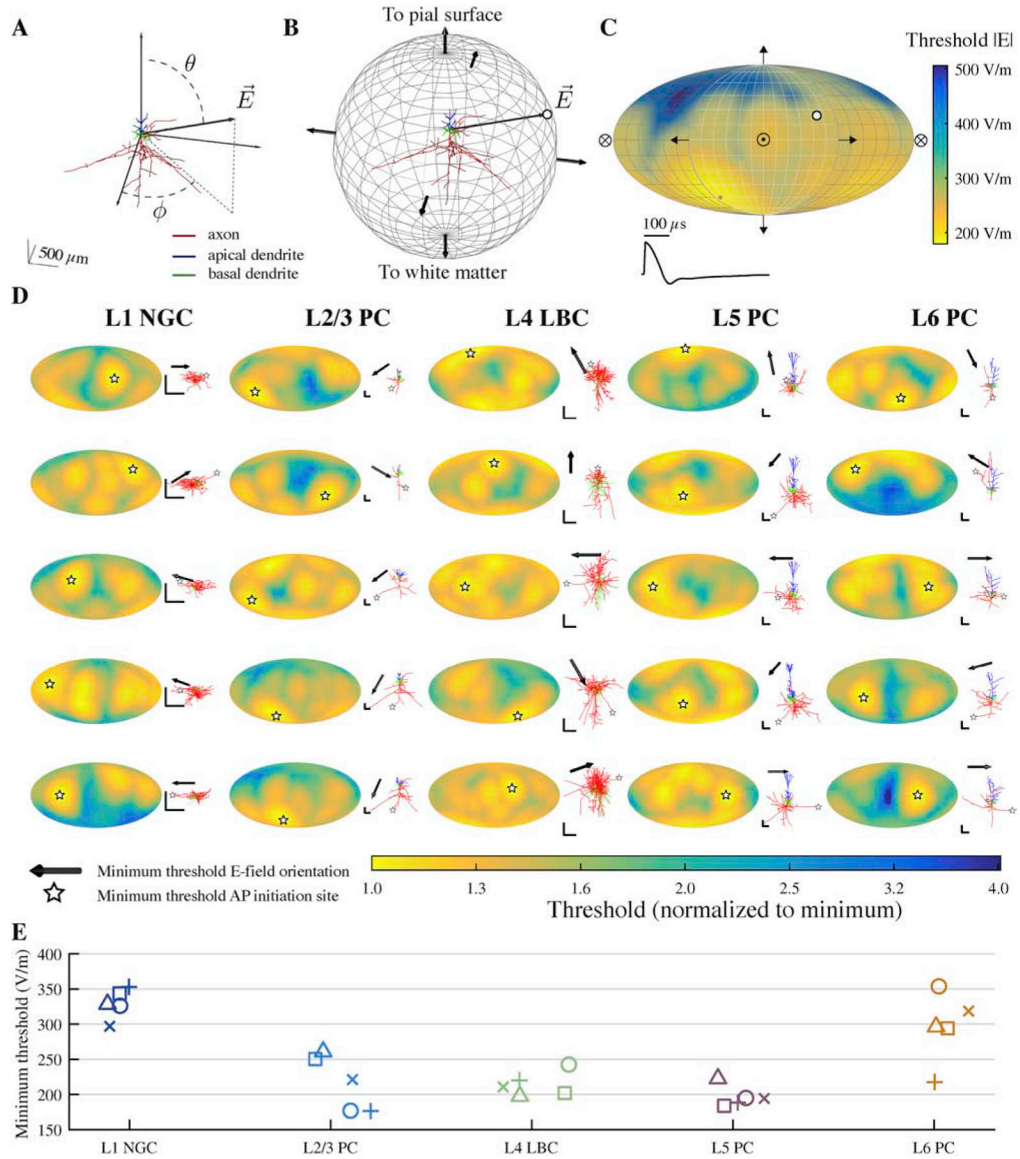 A
θ
E
ϕ
500 μm
axon
apical dendrite
basal dendrite
B
To pial surface
E
To white matter
C
Threshold |E|
500 V/m
400 V/m
300 V/m
200 V/m
100 μs
D
L1 NGC L2/3 PC L4 LBC L5 PC L6 PC
Minimum threshold E-field orientation
Minimum threshold AP initiation site
1.0 1.3 1.6 2.0 2.5 3.2 4.0
Threshold (normalized to minimum)
E
Minimum threshold (V/m)
400
350
300
250
200
150
L1 NGC L2/3 PC L4 LBC L5 PC L6 PC